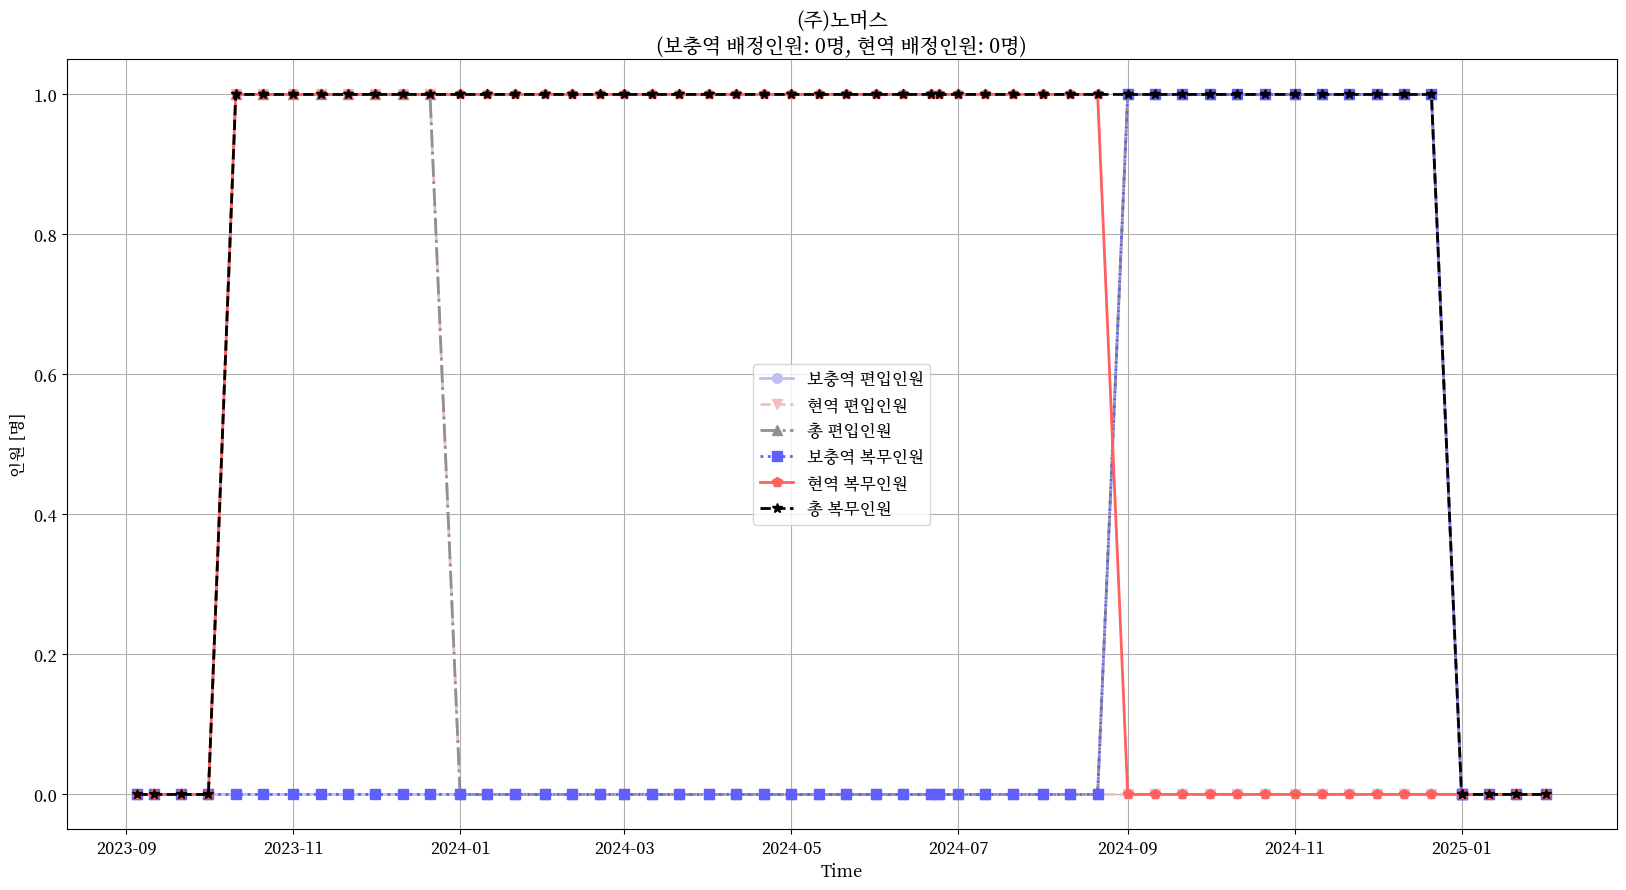 (주)노머스
(보충역 배정인원: 0명, 현역 배정인원: 0명)
인원 [명]
1.0
0.8
0.6
0.4
0.2
0.0
보충역 편입인원
현역 편입인원
총 편입인원
보충역 복무인원
현역 복무인원
총 복무인원
2023-09
2023-11
2024-01
2024-03
2024-05
2024-07
2024-09
2024-11
2025-01
Time